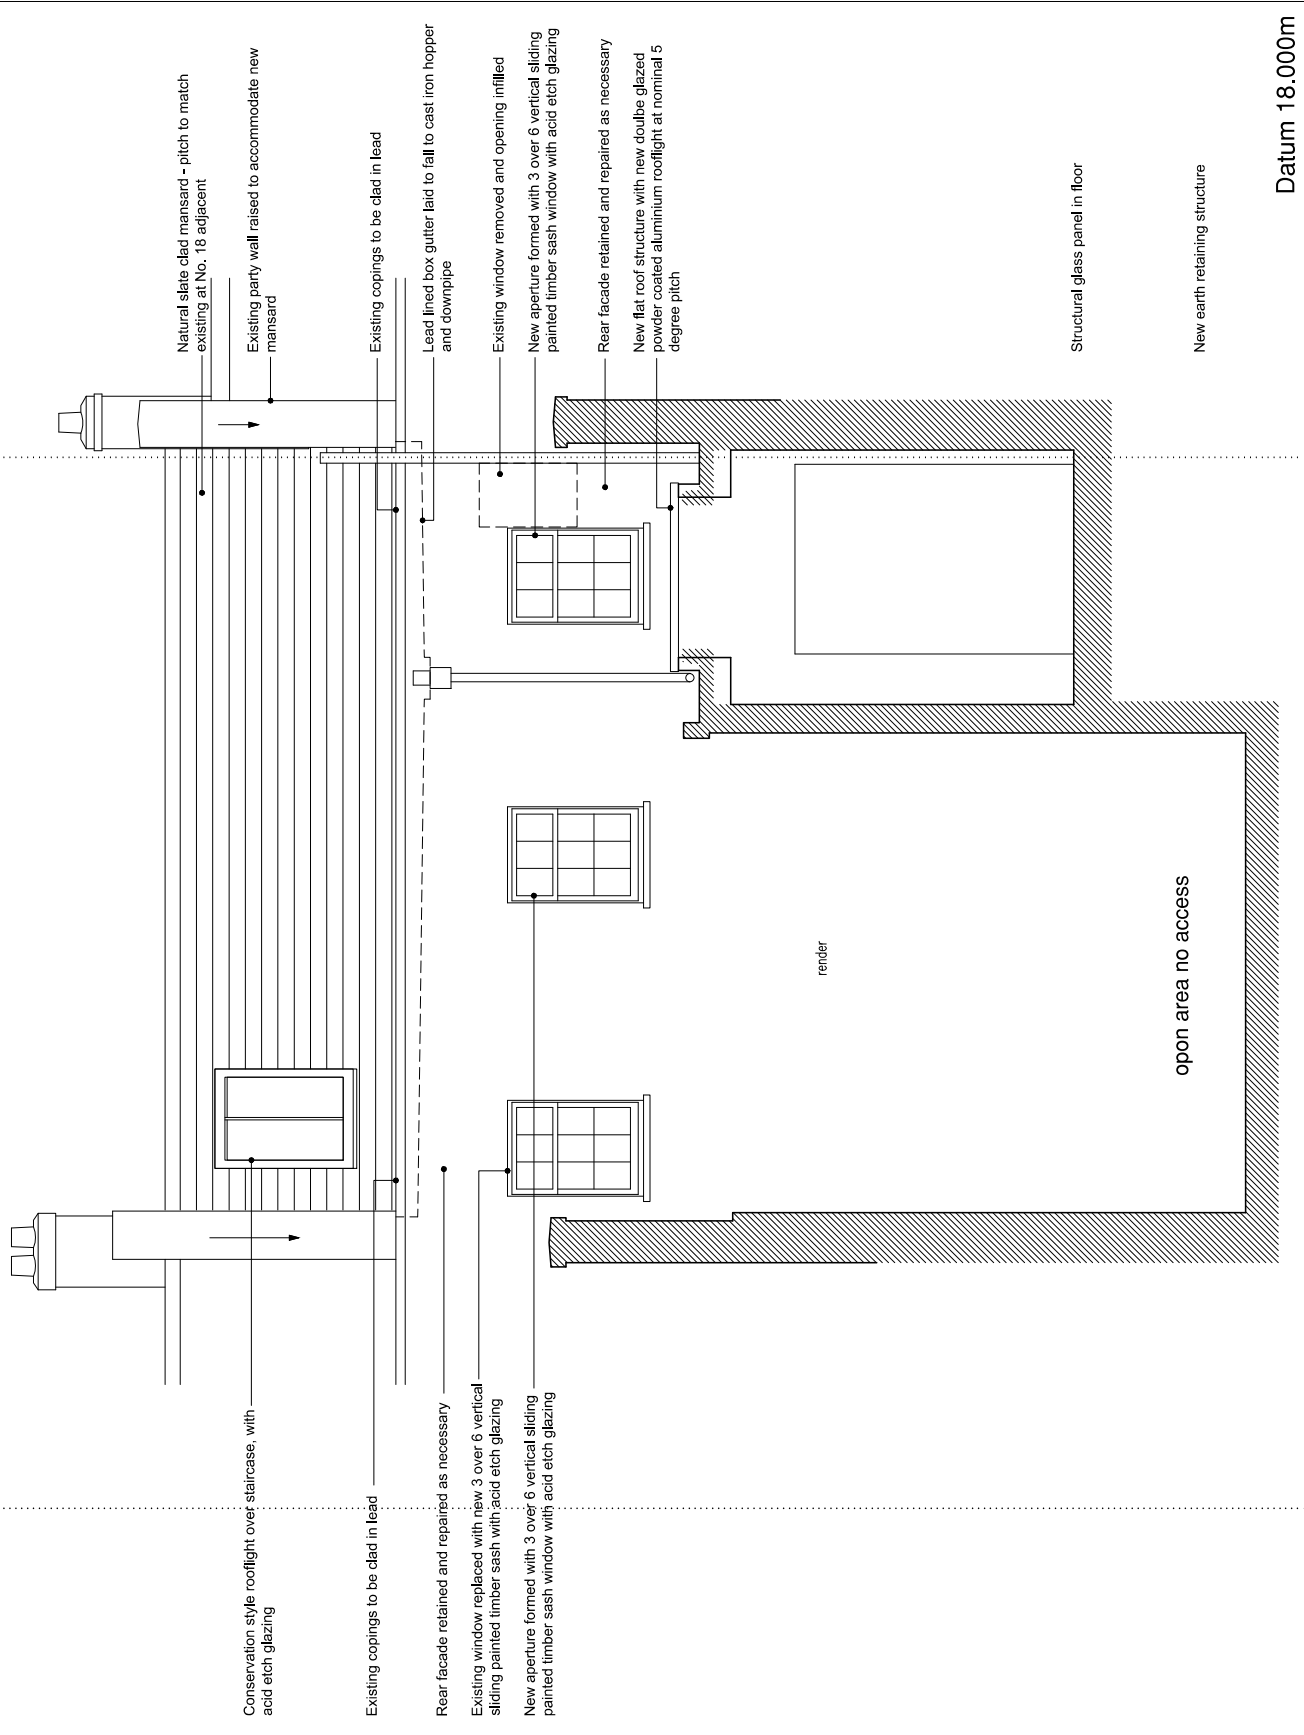 Conservation style rooflight over staircase, with
acid etch glazing
Existing copings to be clad in lead
Rear facade retained and repaired as necessary
Existing window replaced with new 3 over 6 vertical
sliding painted timber sash with acid etch glazing
New aperture formed with 3 over 6 vertical sliding
painted timber sash window with acid etch glazing
render
opon area no access
Natural slate clad mansard - pitch to match
existing at No. 18 adjacent
Existing party wall raised to accommodate new
mansard
Existing copings to be clad in lead
Lead lined box gutter laid to fall to cast iron hopper
and downpipe
Existing window removed and opening infilled
New aperture formed with 3 over 6 vertical sliding
painted timber sash window with acid etch glazing
Rear facade retained and repaired as necessary
New flat roof structure with new doulbe glazed
powder coated aluminium rooflight at nominal 5
degree pitch
Structural glass panel in floor
New earth retaining structure
Datum 18.000m